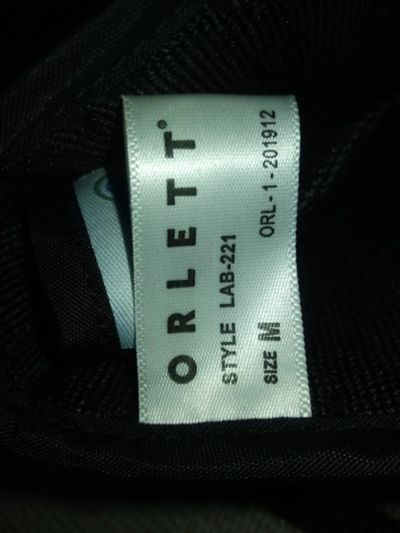 ORLETT®
STYLE LAB-221
SIZE M ORL-1-201912